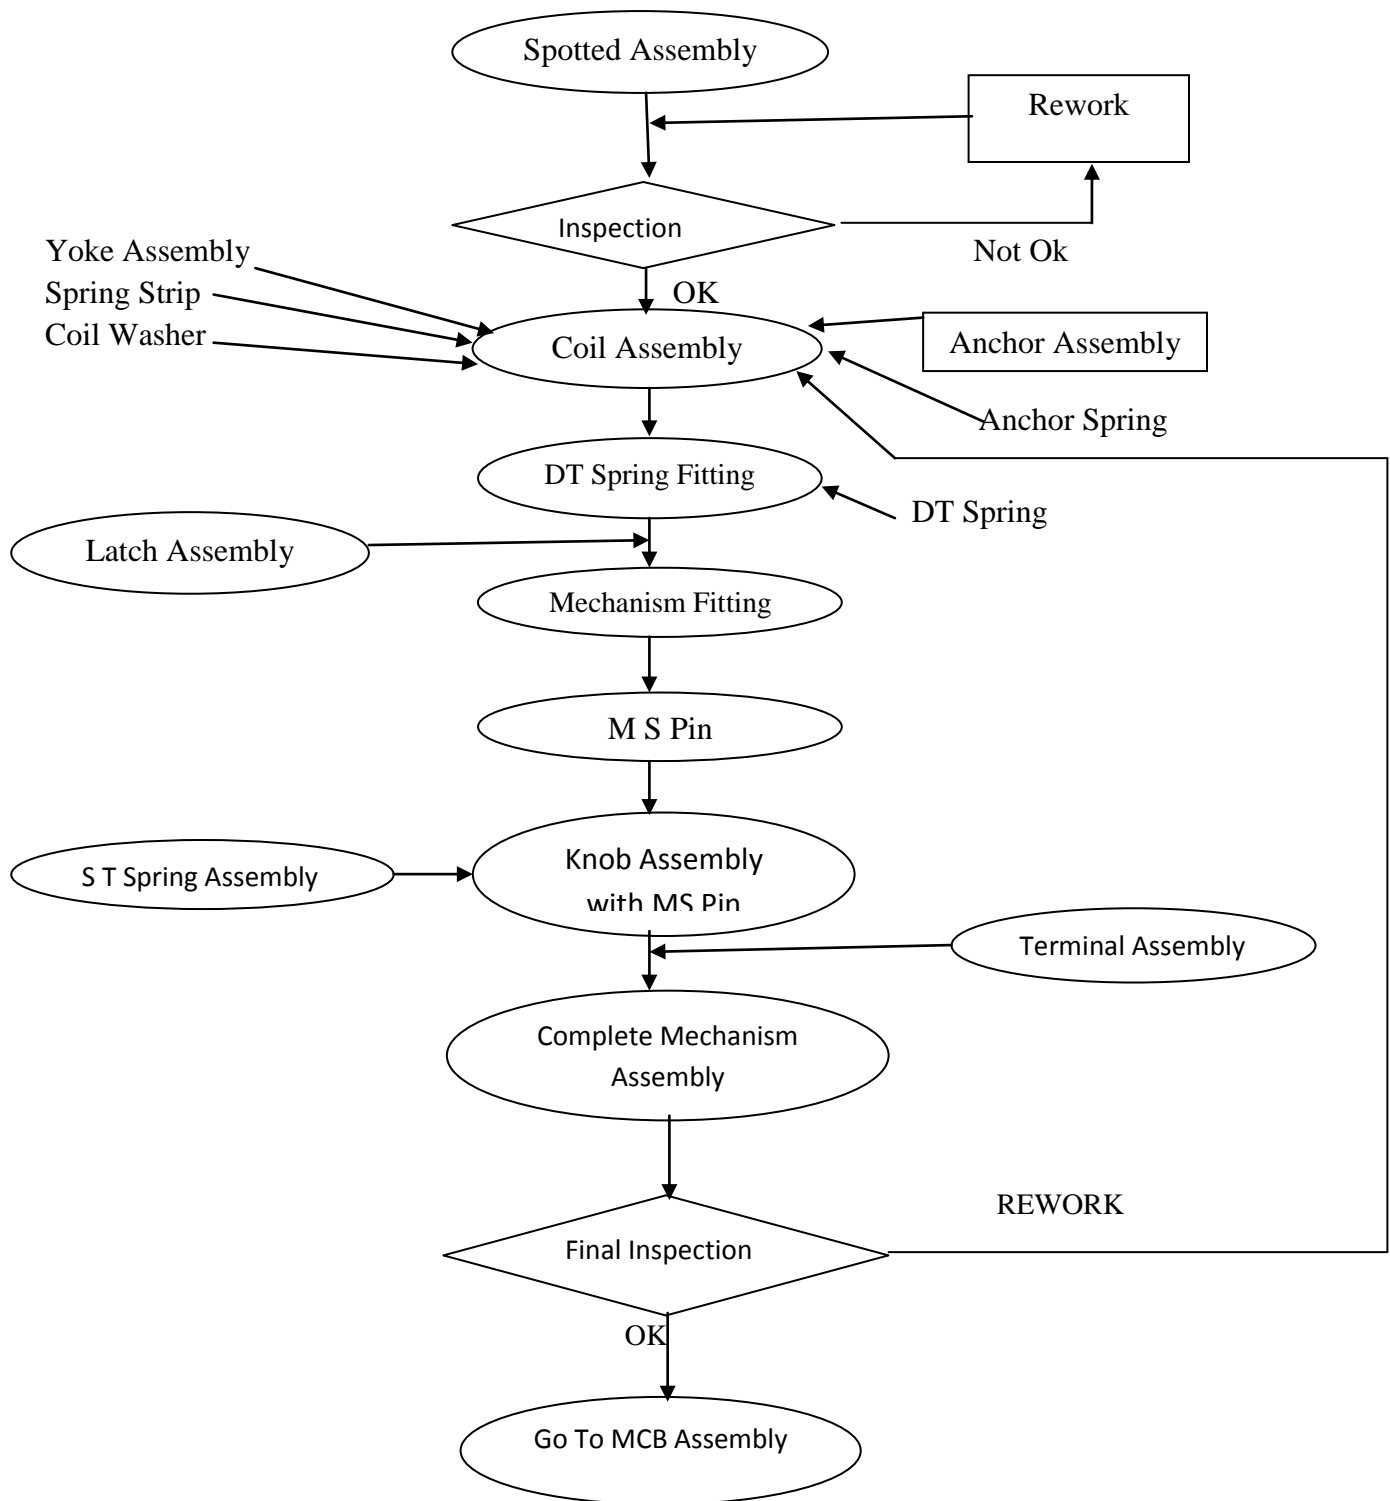 Spotted Assembly
Rework
Inspection
Not Ok
Yoke Assembly
Spring Strip
Coil Washer
OK
Coil Assembly
Anchor Assembly
Anchor Spring
DT Spring Fitting
DT Spring
Latch Assembly
Mechanism Fitting
M S Pin
S T Spring Assembly
Knob Assembly
with MS Pin
Terminal Assembly
Complete Mechanism
Assembly
REWORK
Final Inspection
OK
Go To MCB Assembly